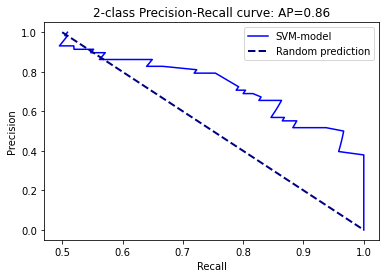 2-class Precision-Recall curve: AP=0.86
SVM-model
Random prediction
Precision
1.0
0.8
0.6
0.4
0.2
0.0
0.5
0.6
0.7
0.8
0.9
1.0
Recall